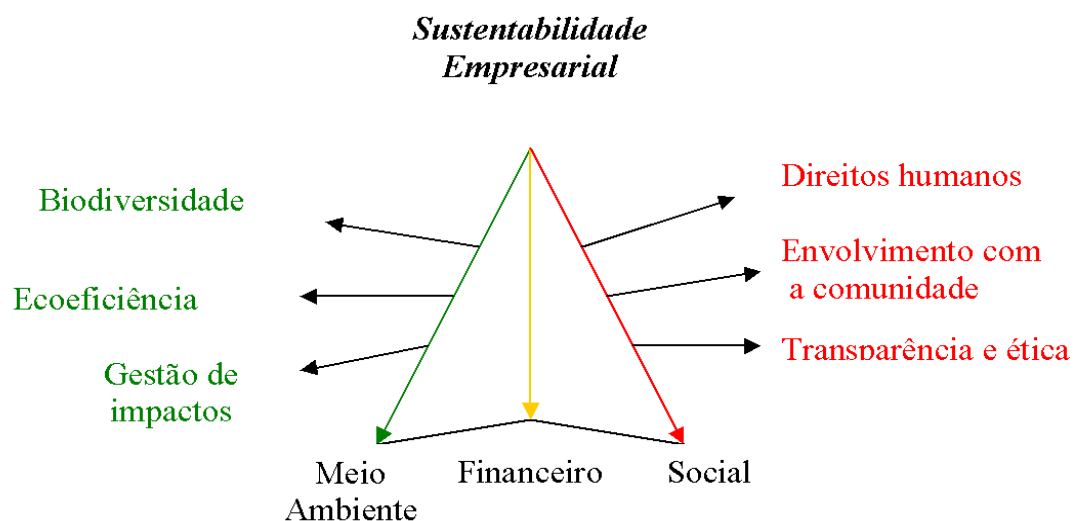 Sustentabilidade
Empresarial
Biodiversidade
Ecoeficiência
Gestão de
impactos
Direitos humanos
Envolvimento com
a comunidade
Transparência e ética
Meio
Ambiente
Financeiro
Social